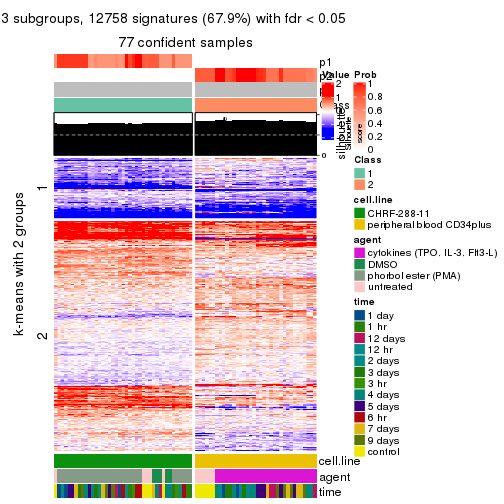 3 subgroups, 12758 signatures (67.9%) with fdr < 0.05
77 confident samples
p1
p2
Value
2
1
0
Prob
1
0.8
0.6
0.4
0.2
0
Silhouette
score
Class
1
2
cell.line
CHRF-288-11
peripheral blood CD34plus
agent
cytokines (TPO, IL-3, Flt3-L)
DMSO
phorbol ester (PMA)
untreated
time
1 day
1 hr
12 days
12 hr
2 days
3 days
3 hr
4 days
5 days
6 hr
7 days
9 days
control
k-means with 2 groups
1
2
cell.line
agent
time